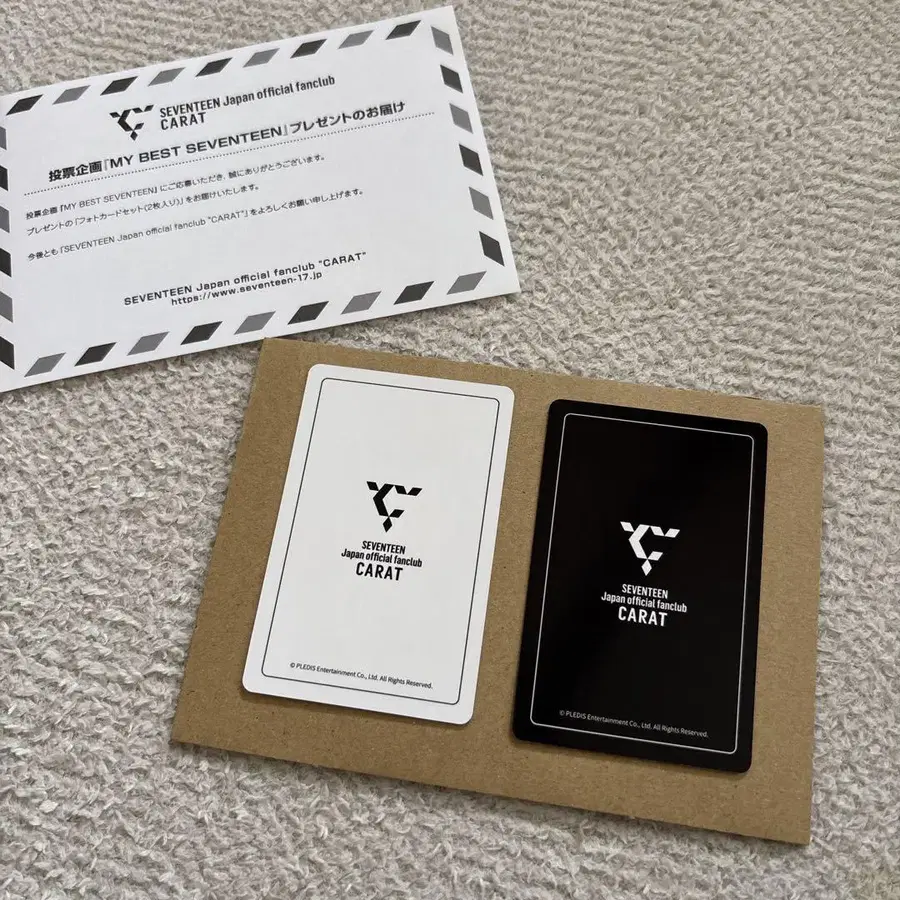 SEVENTEEN Japan official fanclub
CARAT
投票企画『MY BEST SEVENTEEN』プレゼントのお届け
投票企画『MY BEST SEVENTEEN』にご応募いただき、誠にありがとうございます。
プレゼントの「フォトカードセット(2枚入り)」をお届けいたします。
今後とも「SEVENTEEN Japan official fanclub "CARAT"」をよろしくお願い申し上げます。
SEVENTEEN Japan official fanclub "CARAT"
https://www.seventeen-17.jp
SEVENTEEN
Japan official fanclub
CARAT
© PLEDIS Entertainment Co., Ltd. All Rights Reserved.
SEVENTEEN
Japan official fanclub
CARAT
© PLEDIS Entertainment Co., Ltd. All Rights Reserved.